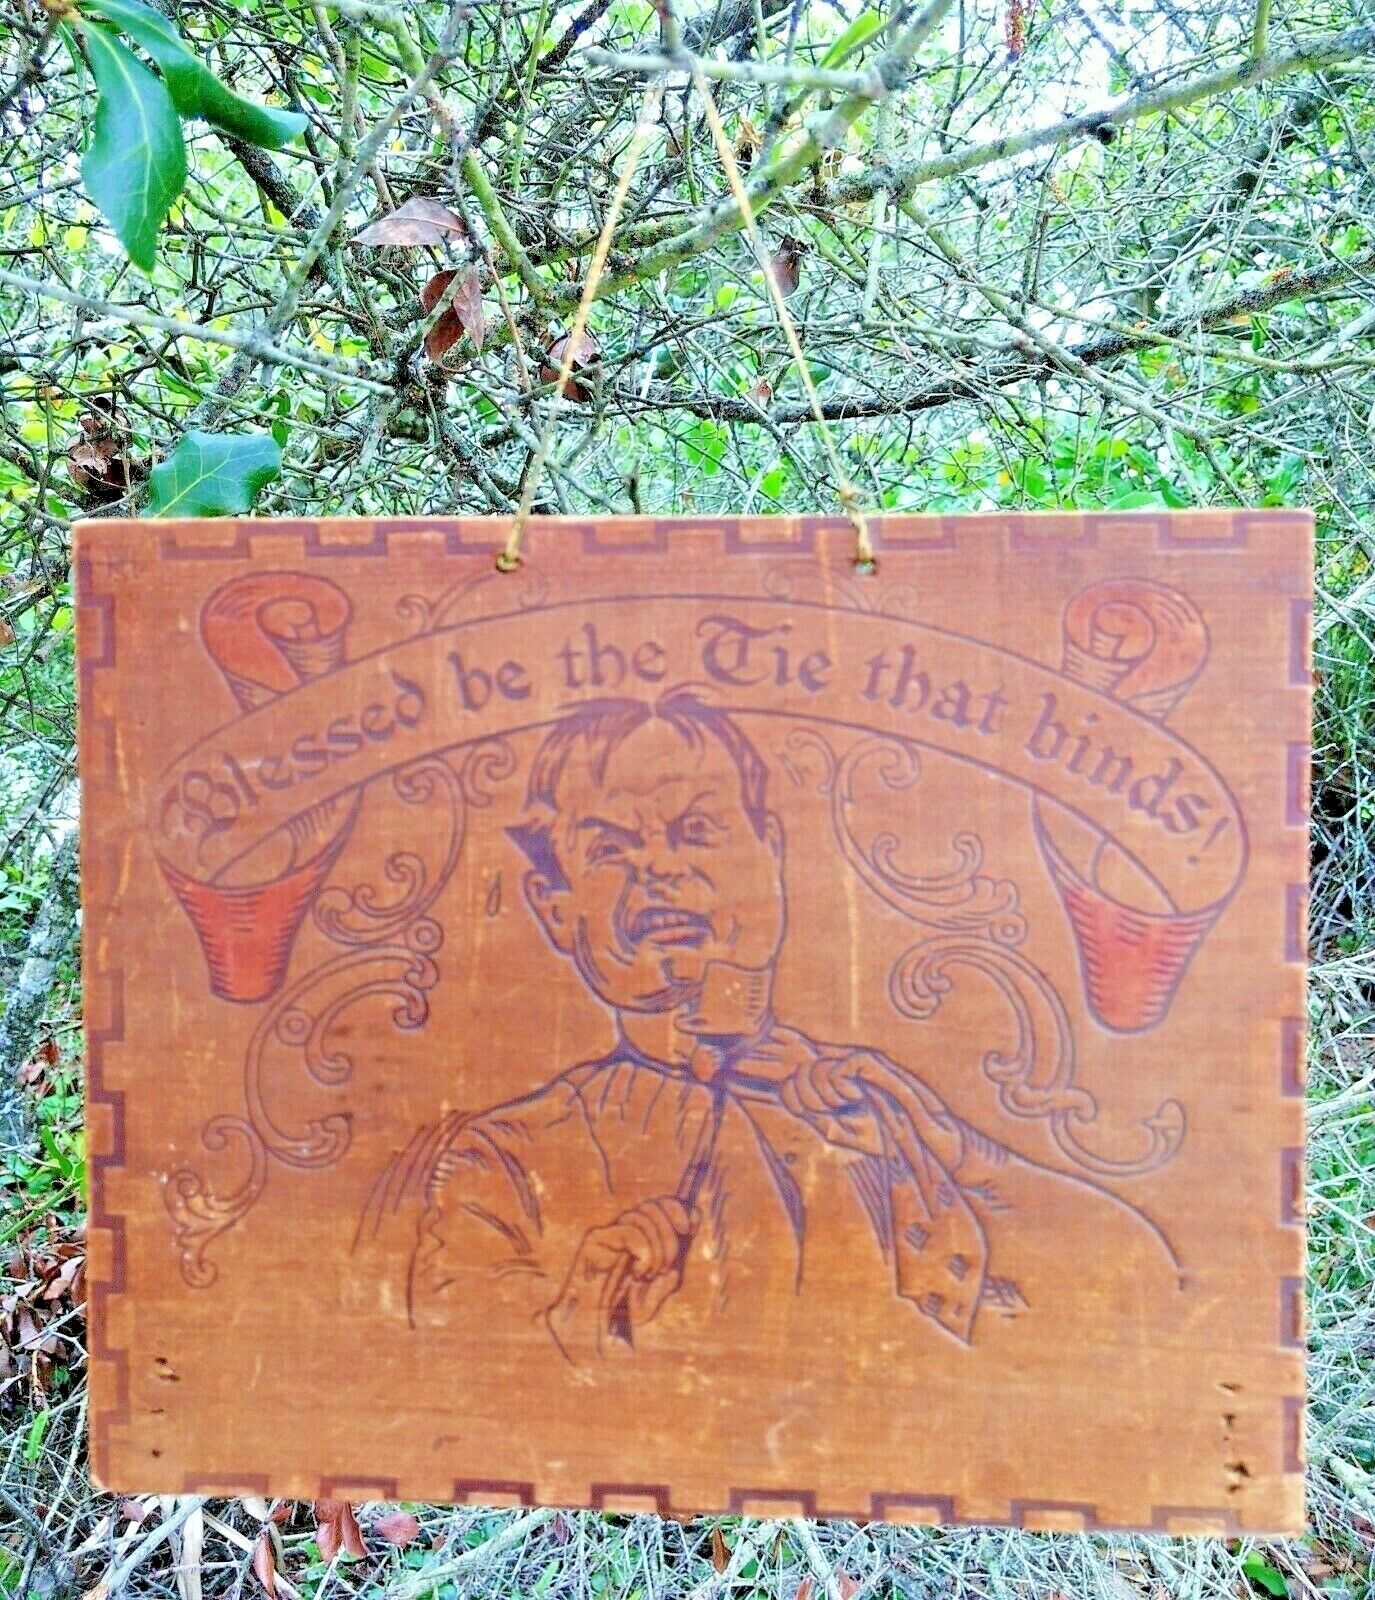 Blessed be the Tie that binds!